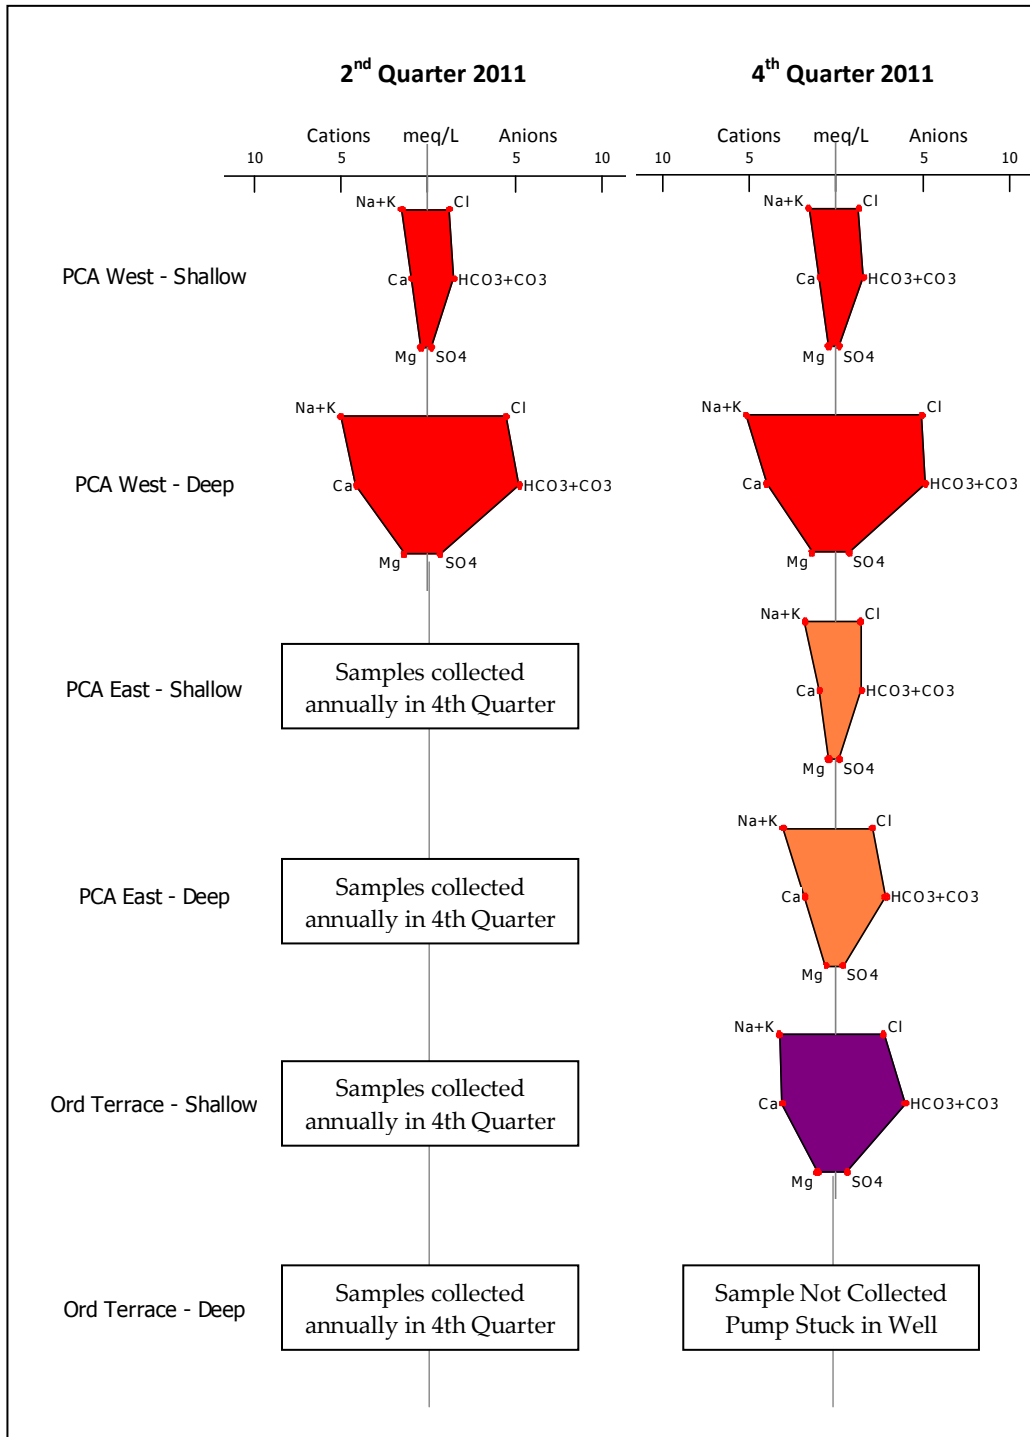 2nd Quarter 2011
4th Quarter 2011
Cations meq/L Anions
10 5 5 10
Cations meq/L Anions
10 5 5 10
PCA West - Shallow
Na+K Cl
Ca HCO3+CO3
Mg SO4
Na+K Cl
Ca HCO3+CO3
Mg SO4
PCA West - Deep
Na+K Cl
Ca HCO3+CO3
Mg SO4
Na+K Cl
Ca HCO3+CO3
Mg SO4
PCA East - Shallow
Samples collected
annually in 4th Quarter
Na+K Cl
Ca HCO3+CO3
Mg SO4
PCA East - Deep
Samples collected
annually in 4th Quarter
Na+K Cl
Ca HCO3+CO3
Mg SO4
Ord Terrace - Shallow
Samples collected
annually in 4th Quarter
Na+K Cl
Ca HCO3+CO3
Mg SO4
Ord Terrace - Deep
Samples collected
annually in 4th Quarter
Sample Not Collected
Pump Stuck in Well